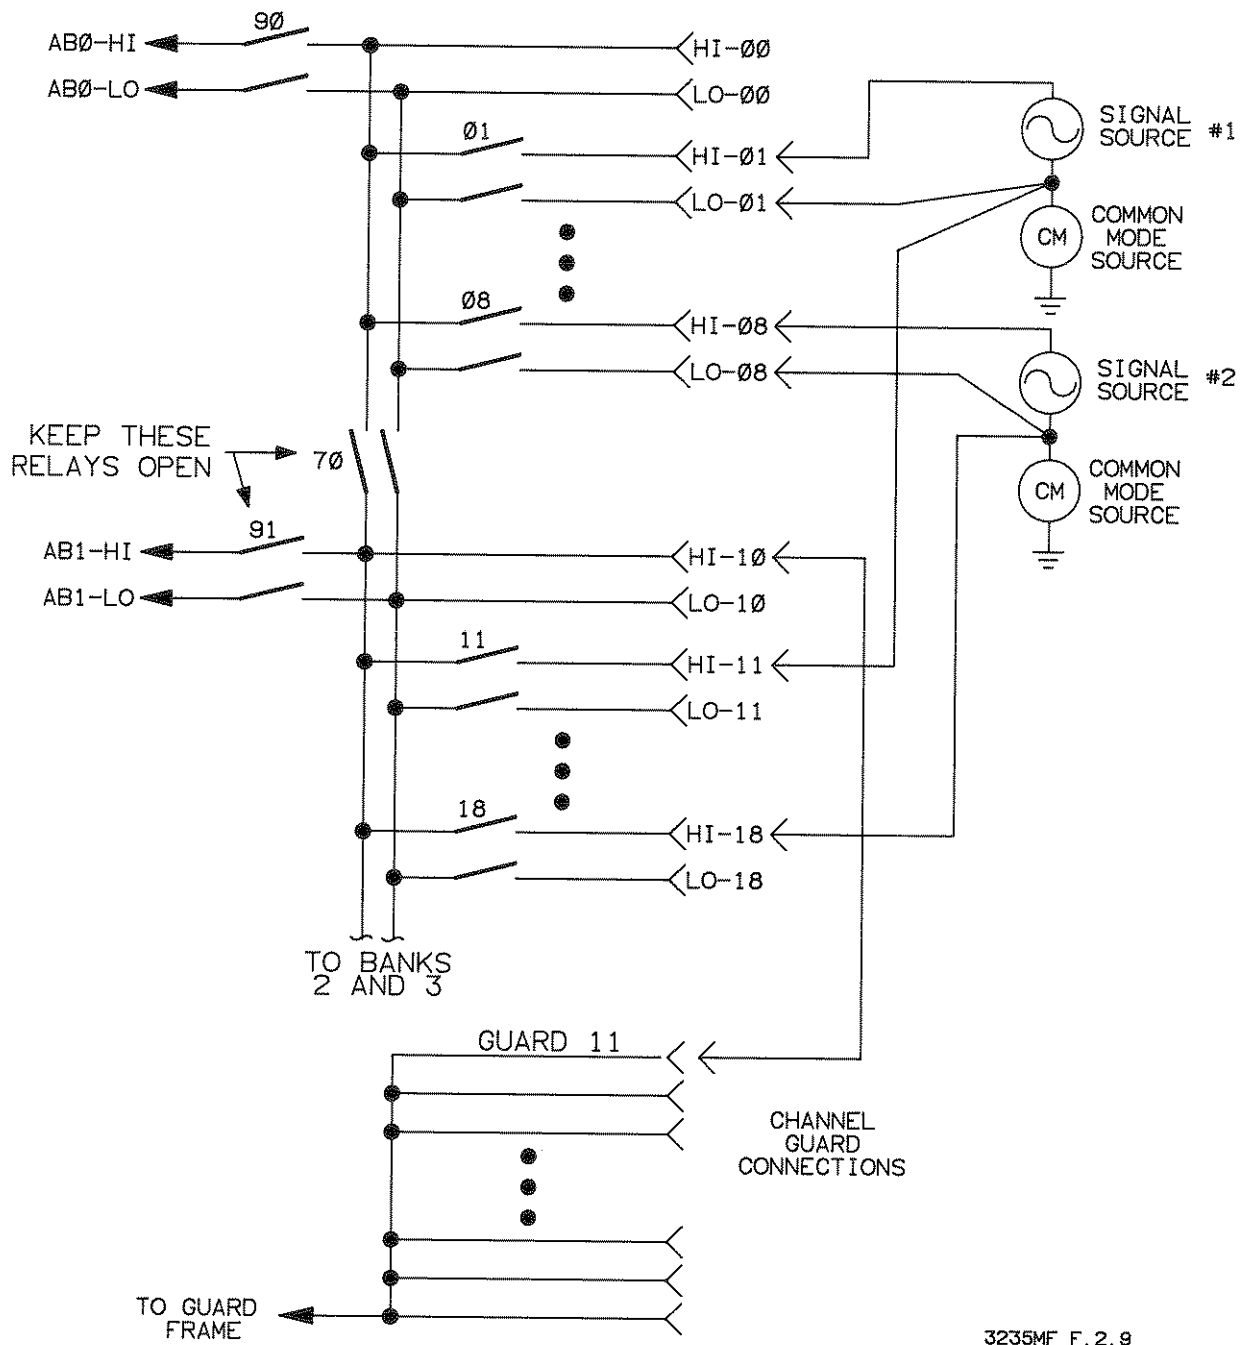 90
AB0-HI
HI-00
AB0-LO
LO-00
01
HI-01
LO-01
SIGNAL
SOURCE #1
COMMON
MODE
SOURCE
CM
08
HI-08
LO-08
SIGNAL
SOURCE #2
KEEP THESE
RELAYS OPEN
70
COMMON
MODE
SOURCE
CM
91
AB1-HI
HI-10
AB1-LO
LO-10
11
HI-11
LO-11
18
HI-18
LO-18
TO BANKS
2 AND 3
GUARD 11
CHANNEL
GUARD
CONNECTIONS
TO GUARD
FRAME
3235MF F.2.9